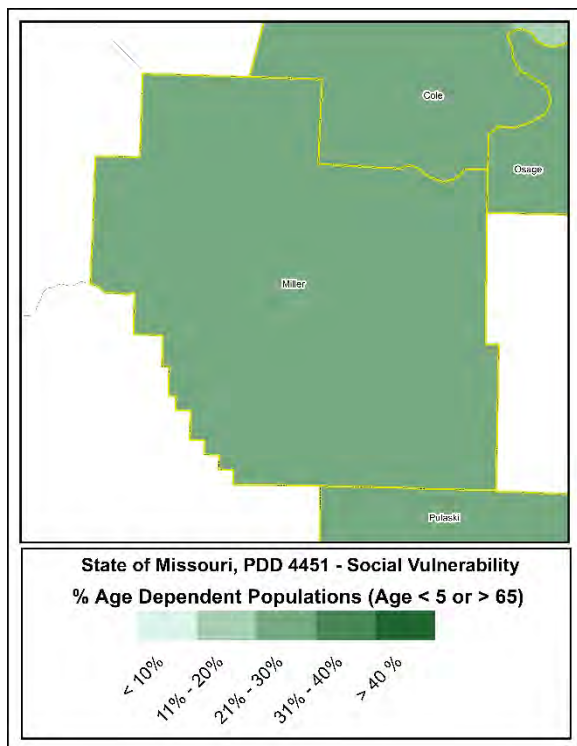 Cole
Osage
Miller
Pulaski
State of Missouri, PDD 4451 - Social Vulnerability
% Age Dependent Populations (Age < 5 or > 65)
< 10%
11% - 20%
21% - 30%
31% - 40%
> 40 %